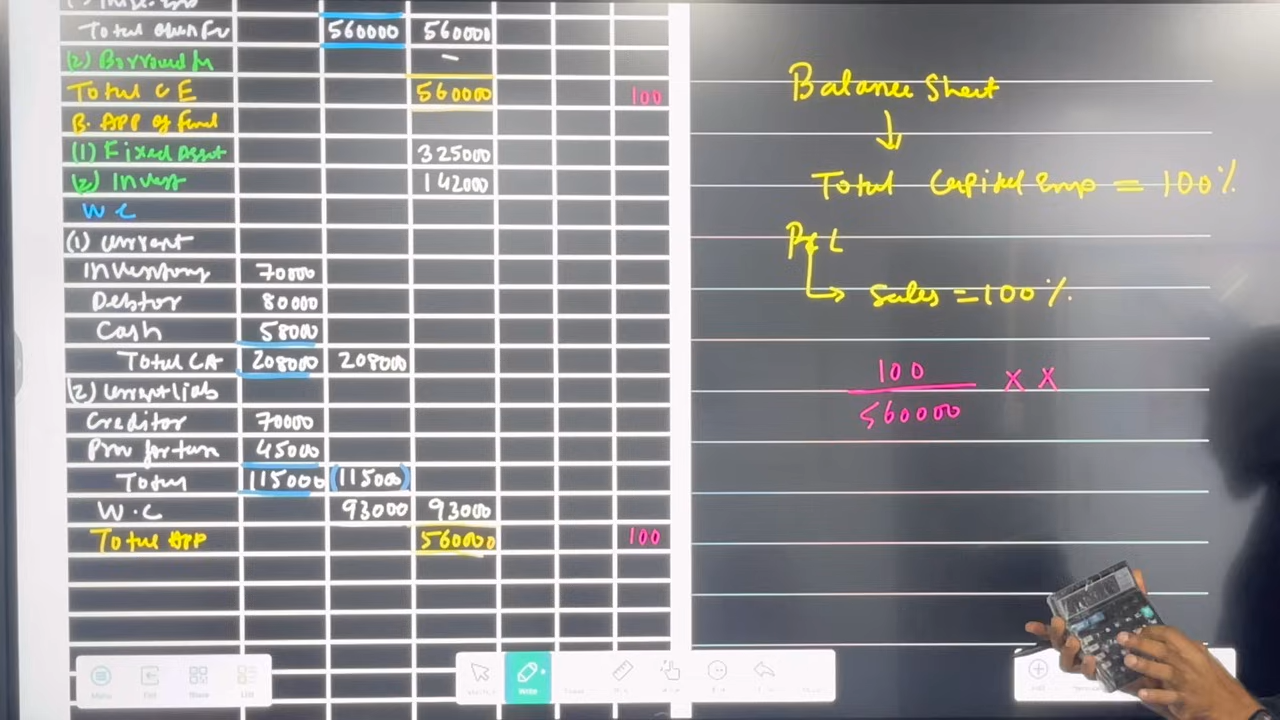 Total Own Fu 560000 560000
(2) Borrowed Fu -
Total C E 560000 100
B. APP of Fund
(1) Fixed Asset 325000
(2) Invest 142000
W C
(1) Current
Inventory 70000
Debtor 80000
Cash 58000
Total CA 208000 208000
(2) Current liab
Creditor 70000
45000
Total 115000 (115000)
W.C 93000 93000
Total APP 560000 100
Balance Sheet
↓
Total Capital Emp = 100%
P & L
→ Sales = 100%
100
560000 X X
Write